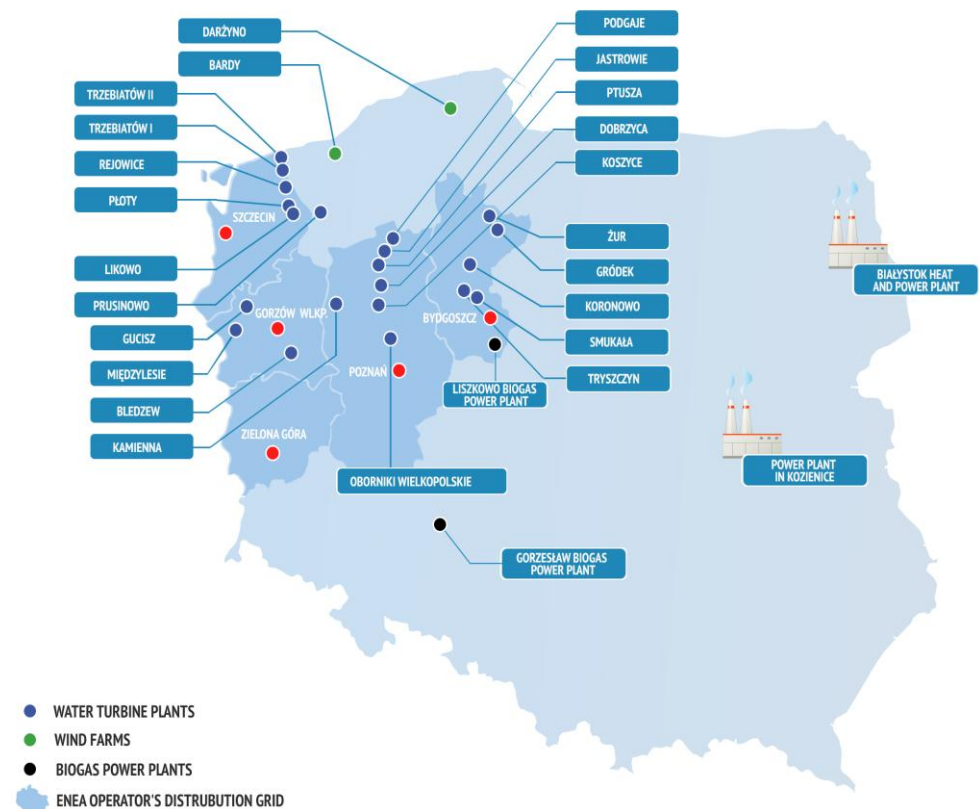 DARŻYNO
BARDY
TRZEBIATÓW II
TRZEBIATÓW I
REJOWICE
PŁOTY
LIKOWO
PRUSINOWO
GUCISZ
MIĘDZYLESIE
BLEDZEW
KAMIENNA
PODGAJE
JASTROWIE
PTUSZA
DOBRZYCA
KOSZYCE
ŻUR
GRÓDEK
KORONOWO
SMUKAŁA
TRYSZCZYN
SZCZECIN
GORZÓW WLKP.
BYDGOSZCZ
POZNAŃ
ZIELONA GÓRA
LISZKOWO BIOGAS
POWER PLANT
OBORNIKI WIELKOPOLSKIE
GORZESŁAW BIOGAS
POWER PLANT
BIAŁYSTOK HEAT
AND POWER PLANT
POWER PLANT
IN KOZIENICE
WATER TURBINE PLANTS
WIND FARMS
BIOGAS POWER PLANTS
ENEA OPERATOR'S DISTRUBUTION GRID